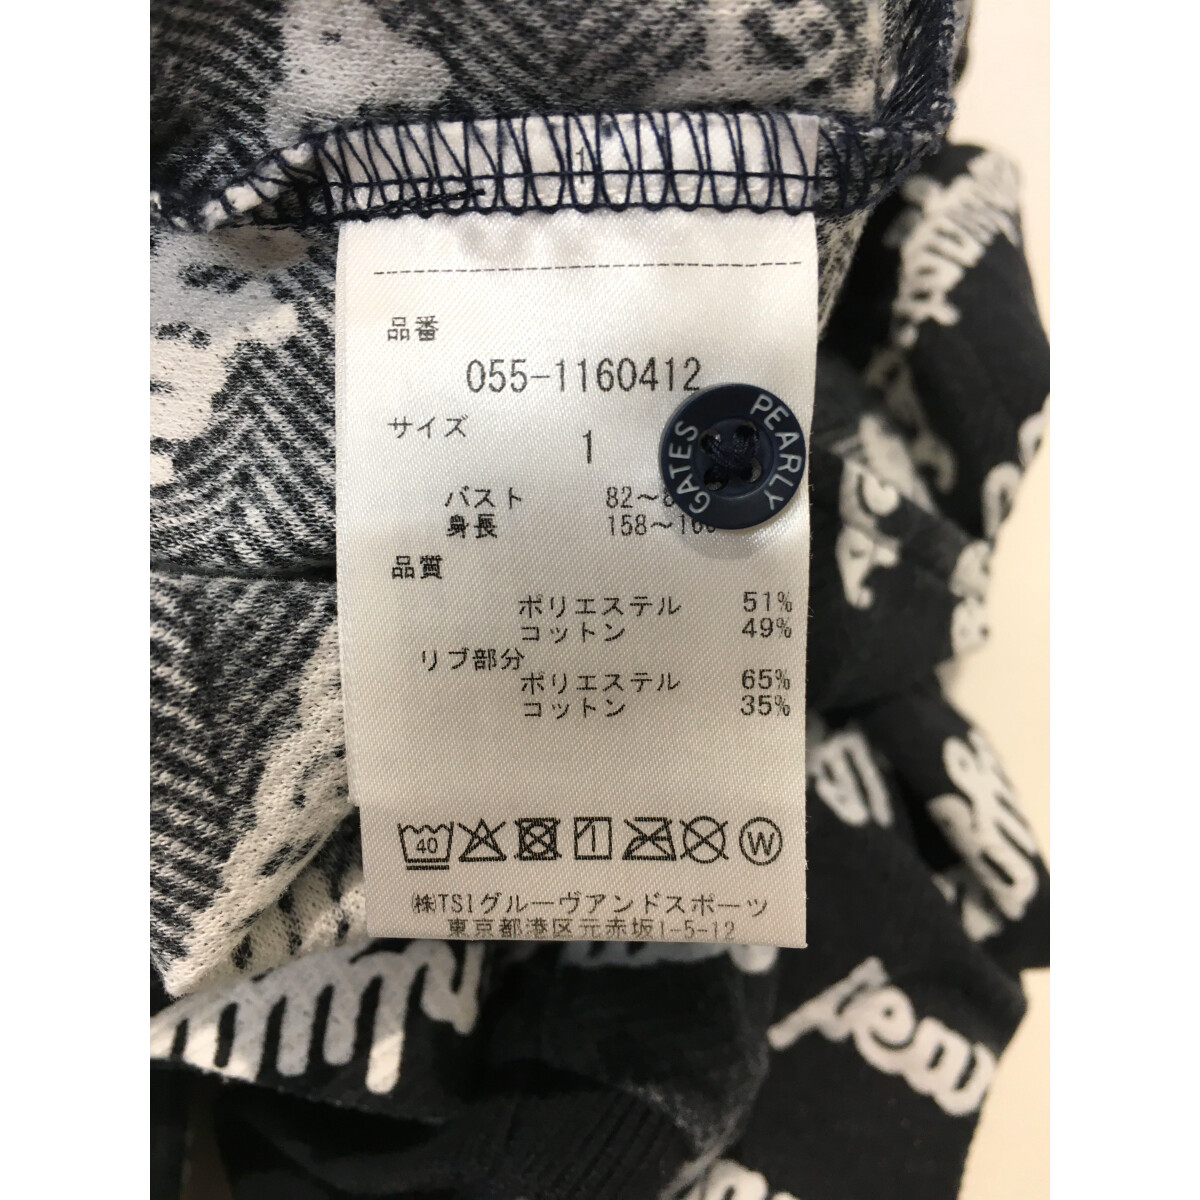 1
品番
055-1160412
サイズ
1
PEARLY
GATES
バスト 82～
身長 158～
品質
ポリエステル 51%
コットン 49%
リブ部分
ポリエステル 65%
コットン 35%
40
1
W
㈱TSIグルーヴアンドスポーツ
東京都港区元赤坂1-5-12